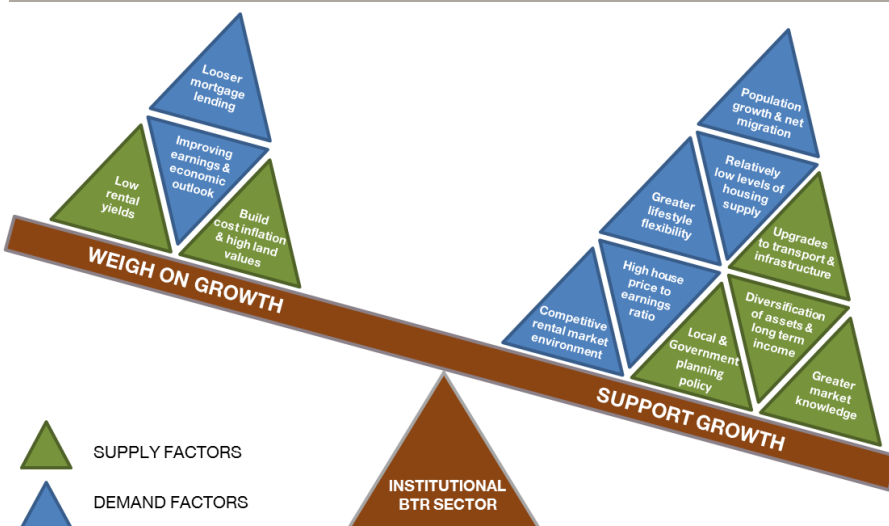 Looser
mortgage
lending
Improving
earnings &
economic
outlook
Low
rental
yields
Build
cost inflation
& high land
values
WEIGH ON GROWTH
Population
growth & net
migration
Relatively
low levels of
housing
supply
Greater
lifestyle
flexibility
Upgrades
to transport &
infrastructure
High house
price to
earnings
ratio
Diversification
of assets &
long term
income
Competitive
rental market
environment
Local &
Government
planning
policy
Greater
market
knowledge
SUPPORT GROWTH
SUPPLY FACTORS
DEMAND FACTORS
INSTITUTIONAL
BTR SECTOR